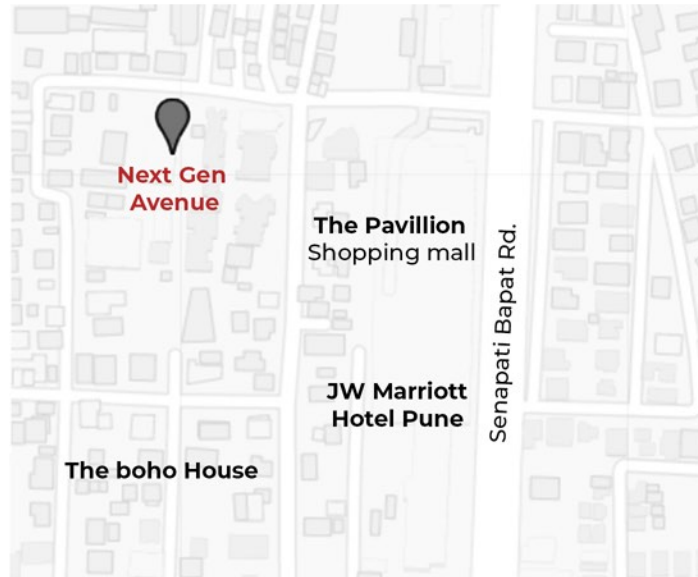 Next Gen
Avenue
The Pavillion
Shopping mall
Senapati Bapat Rd.
JW Marriott
Hotel Pune
The boho House